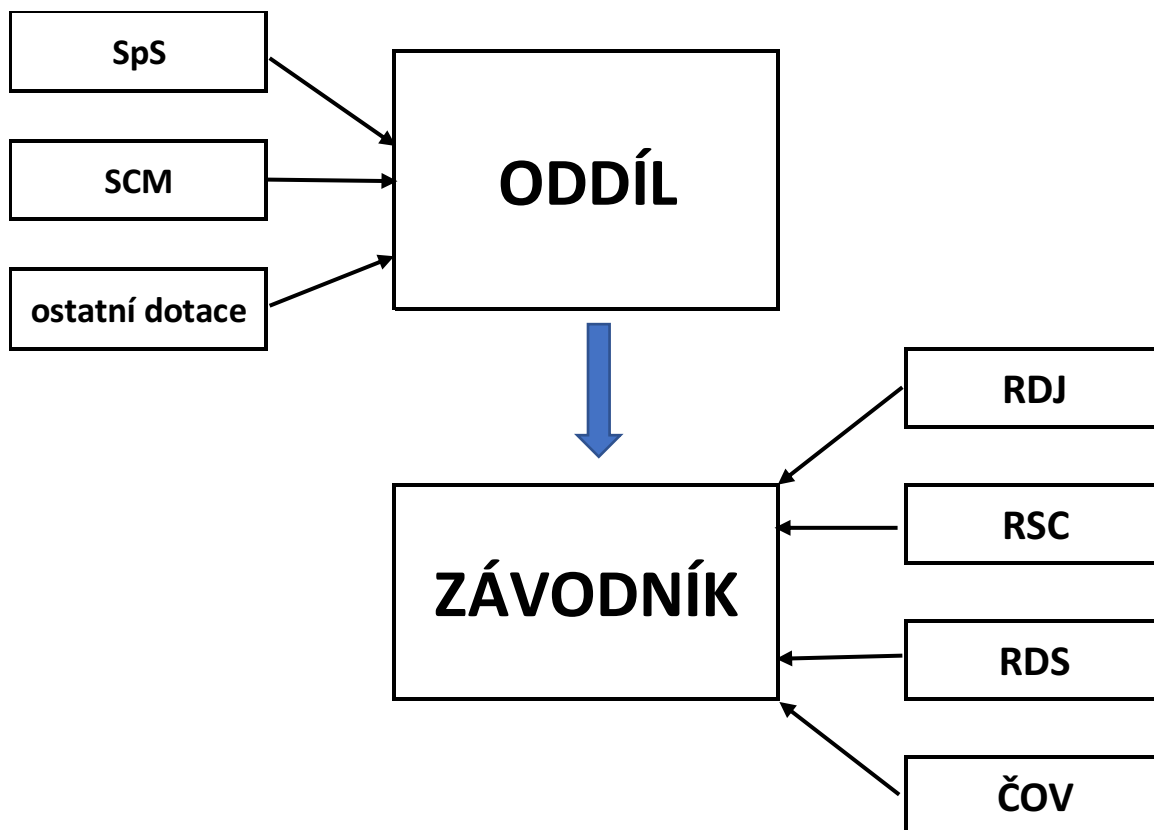 SpS
SCM
ostatní dotace
ODDÍL
ZÁVODNÍK
RDJ
RSC
RDS
ČOV